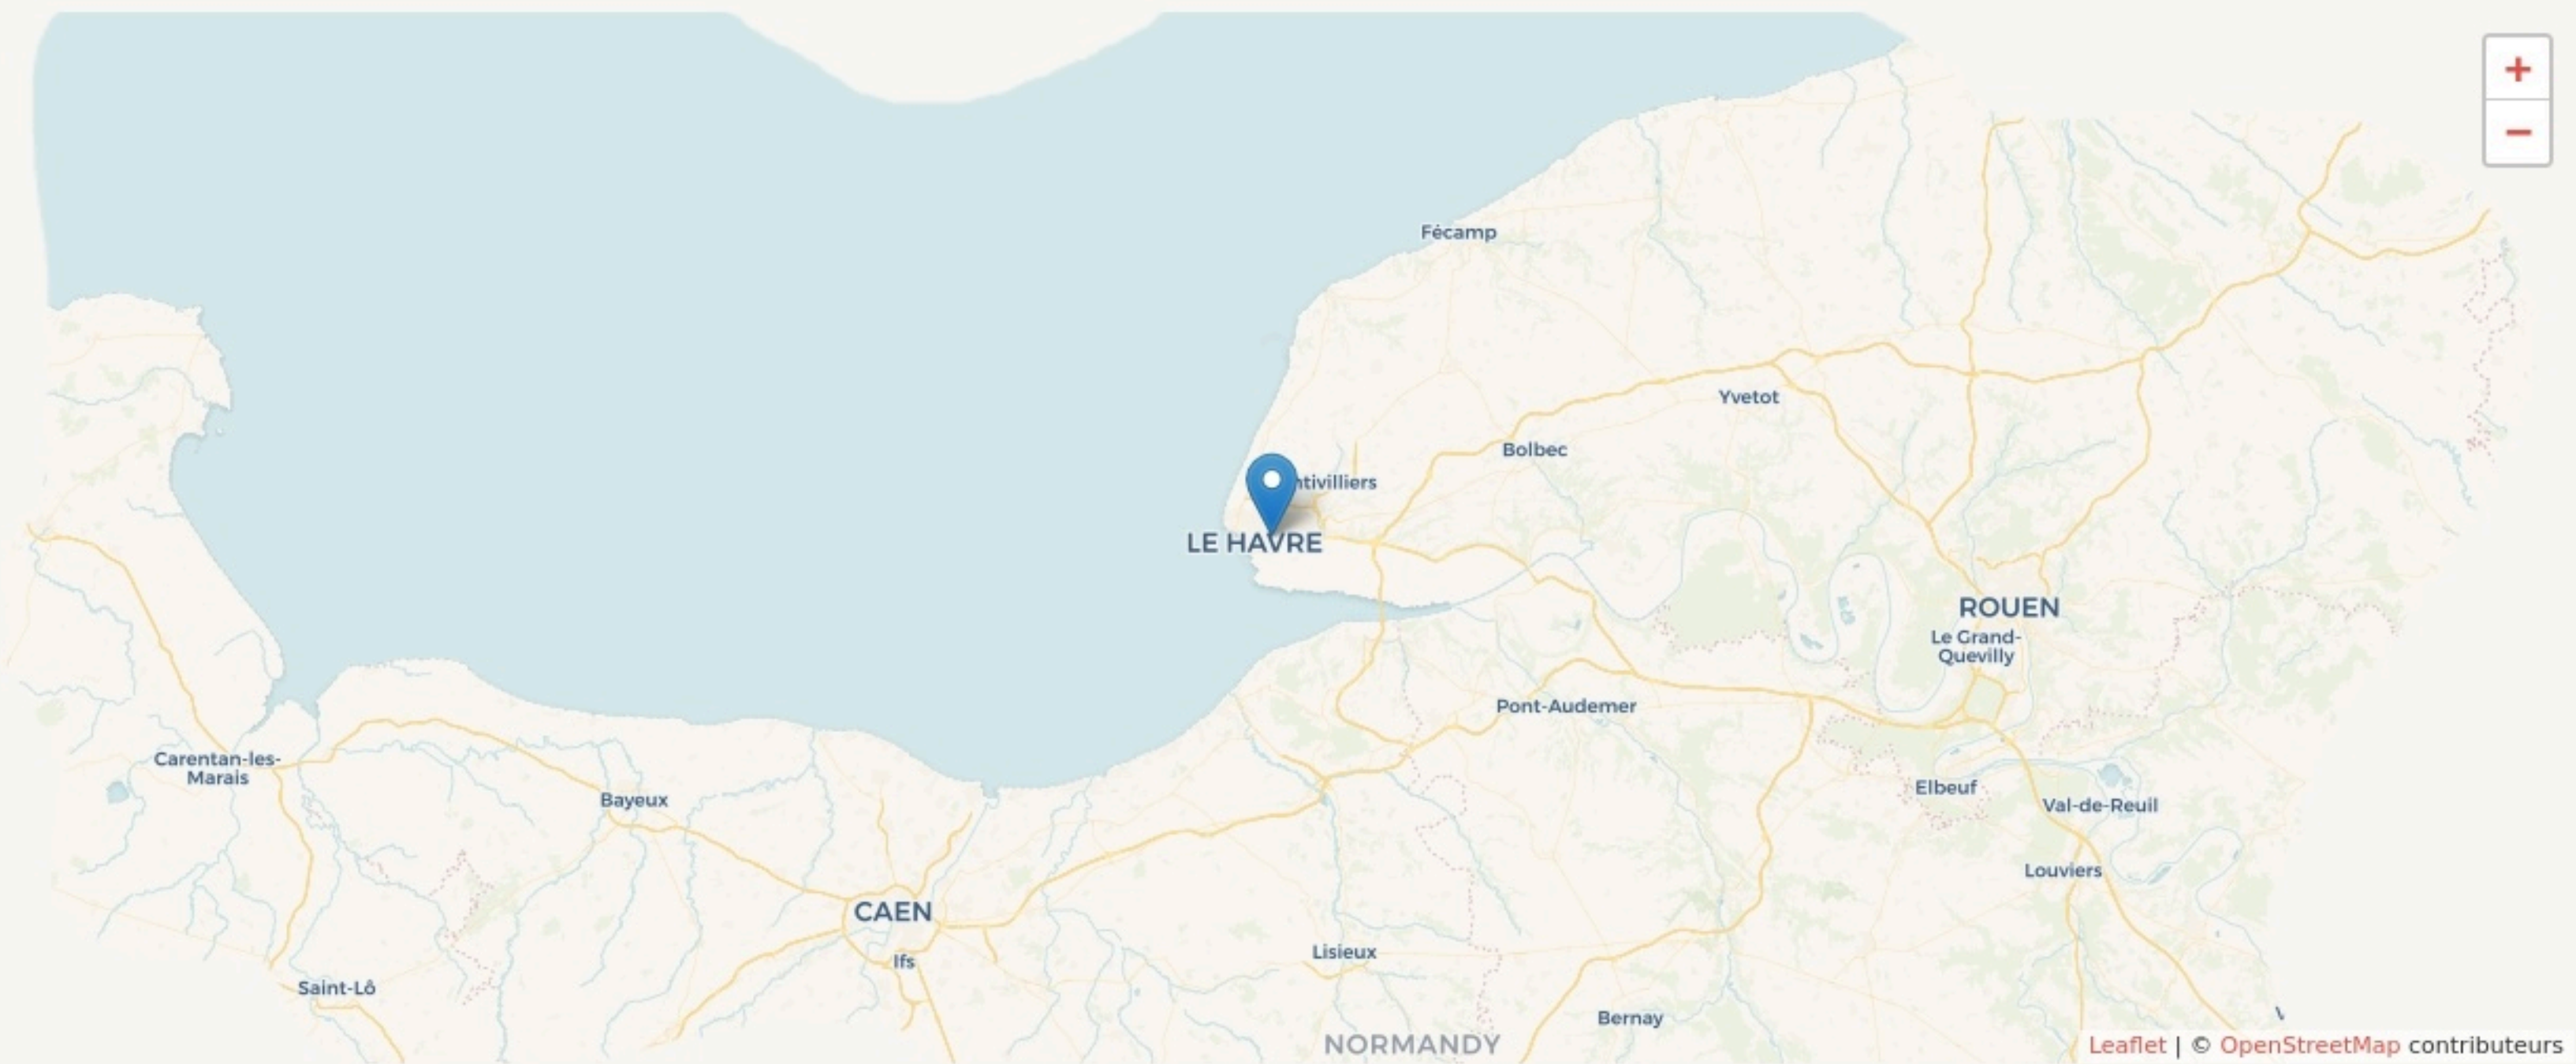 +
−
Fécamp
Yvetot
Bolbec
ntivilliers
LE HAVRE
ROUEN
Le Grand-
Quevilly
Pont-Audemer
Carentan-les-
Marais
Bayeux
Elbeuf
Val-de-Reuil
Louviers
CAEN
Ifs
Lisieux
Saint-Lô
Bernay
NORMANDY
Leaflet | © OpenStreetMap contributeurs